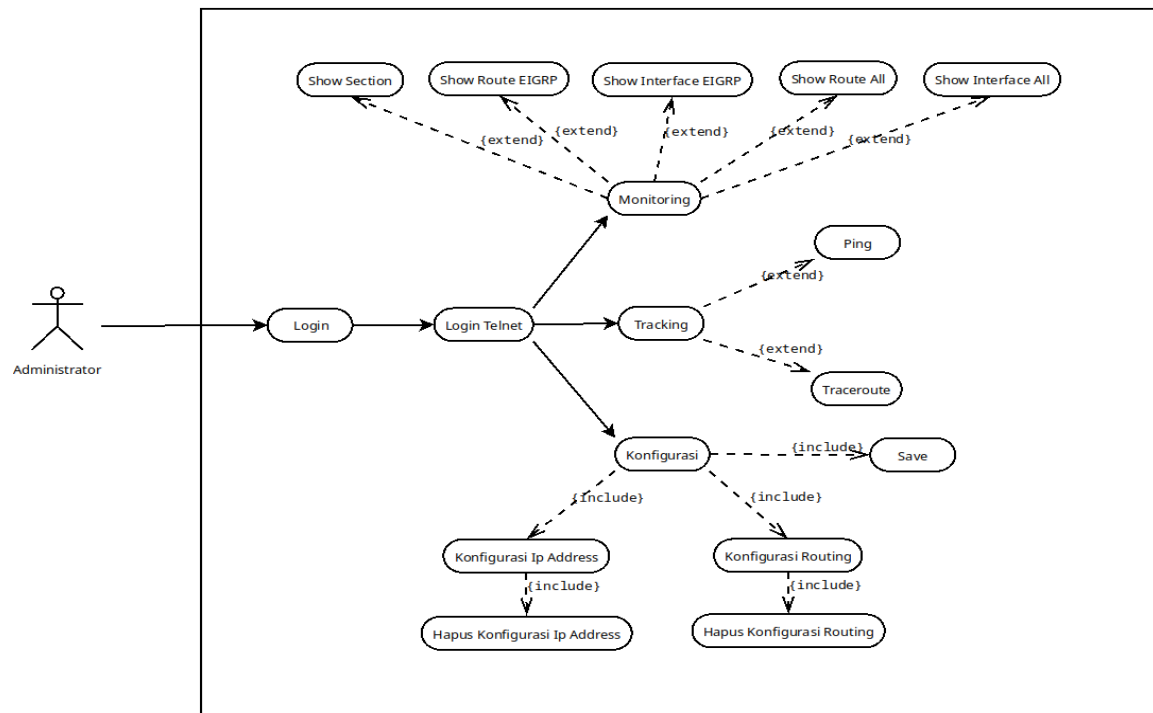 Show Section
Show Route EIGRP
Show Interface EIGRP
Show Route All
Show Interface All
{extend}
{extend}
{extend}
{extend}
{extend}
Monitoring
Ping
{extend}
Administrator
Login
Login Telnet
Tracking
{extend}
Traceroute
Konfigurasi
{include}
Save
{include}
{include}
Konfigurasi Ip Address
Konfigurasi Routing
{include}
{include}
Hapus Konfigurasi Ip Address
Hapus Konfigurasi Routing